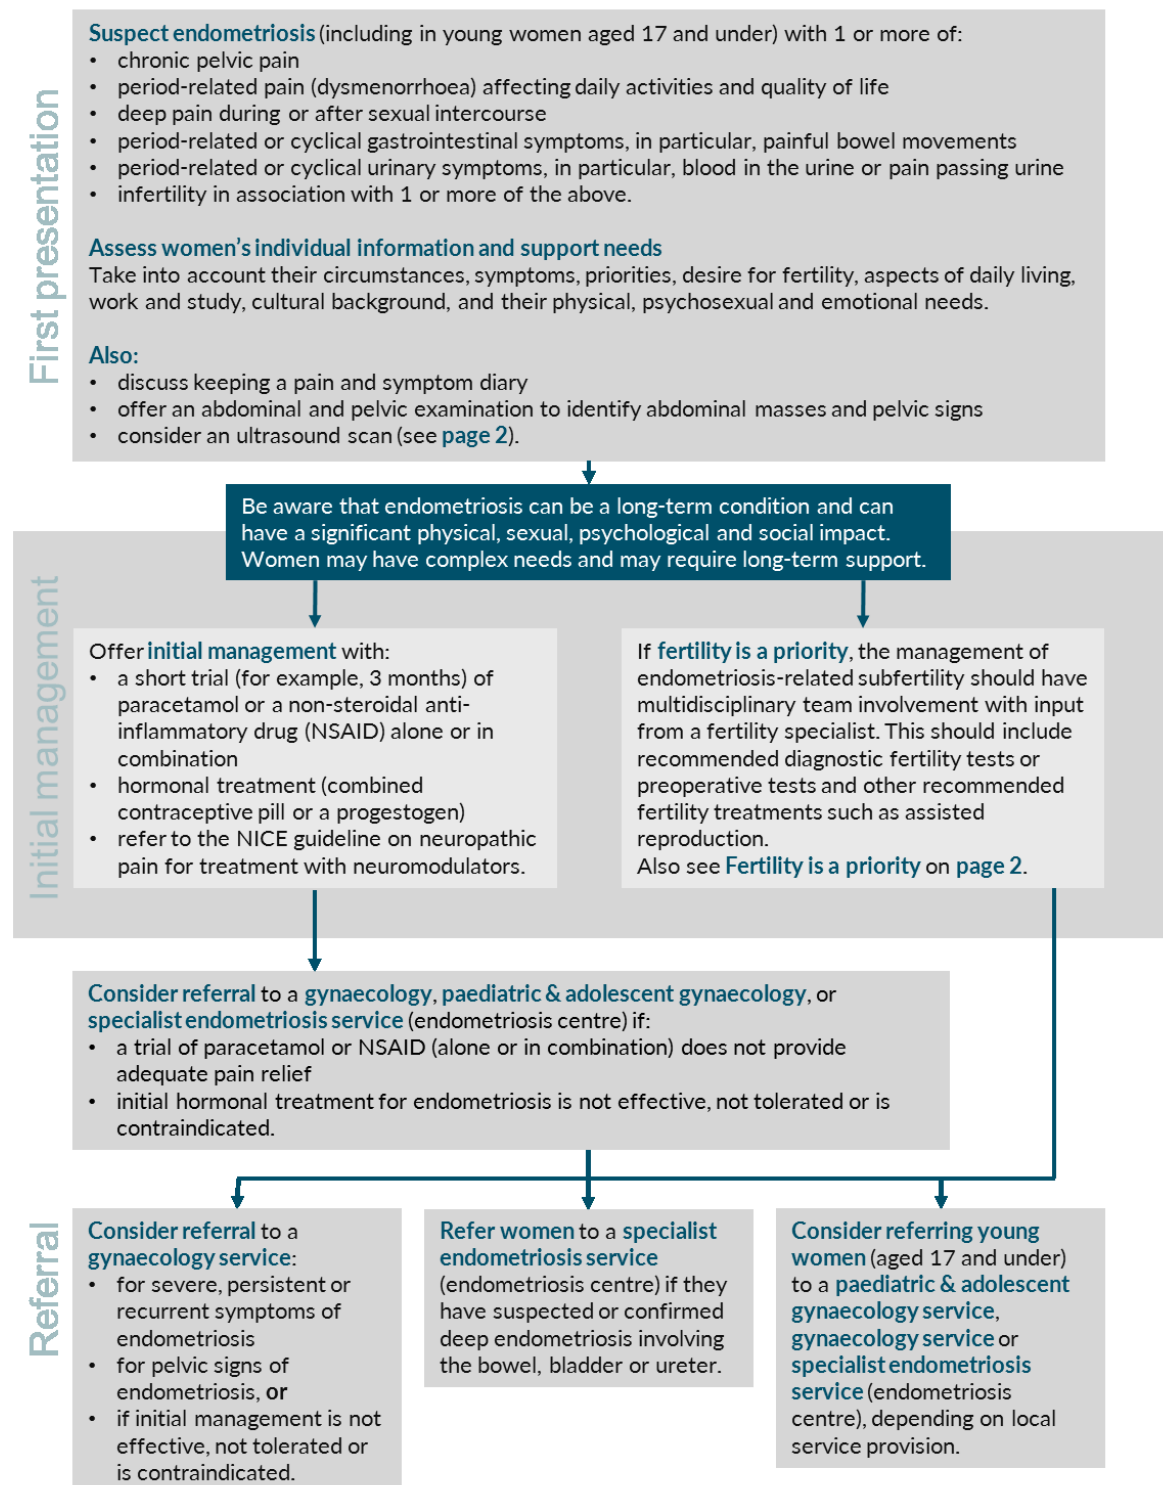 First presentation
Suspect endometriosis (including in young women aged 17 and under) with 1 or more of:
• chronic pelvic pain
• period-related pain (dysmenorrhoea) affecting daily activities and quality of life
• deep pain during or after sexual intercourse
• period-related or cyclical gastrointestinal symptoms, in particular, painful bowel movements
• period-related or cyclical urinary symptoms, in particular, blood in the urine or pain passing urine
• infertility in association with 1 or more of the above.
Assess women's individual information and support needs
Take into account their circumstances, symptoms, priorities, desire for fertility, aspects of daily living,
work and study, cultural background, and their physical, psychosexual and emotional needs.
Also:
• discuss keeping a pain and symptom diary
• offer an abdominal and pelvic examination to identify abdominal masses and pelvic signs
• consider an ultrasound scan (see page 2).
Be aware that endometriosis can be a long-term condition and can
have a significant physical, sexual, psychological and social impact.
Women may have complex needs and may require long-term support.
Initial management
Offer initial management with:
• a short trial (for example, 3 months) of
paracetamol or a non-steroidal anti-
inflammatory drug (NSAID) alone or in
combination
• hormonal treatment (combined
contraceptive pill or a progestogen)
• refer to the NICE guideline on neuropathic
pain for treatment with neuromodulators.
If fertility is a priority, the management of
endometriosis-related subfertility should have
multidisciplinary team involvement with input
from a fertility specialist. This should include
recommended diagnostic fertility tests or
preoperative tests and other recommended
fertility treatments such as assisted
reproduction.
Also see Fertility is a priority on page 2.
Consider referral to a gynaecology, paediatric & adolescent gynaecology, or
specialist endometriosis service (endometriosis centre) if:
• a trial of paracetamol or NSAID (alone or in combination) does not provide
adequate pain relief
• initial hormonal treatment for endometriosis is not effective, not tolerated or is
contraindicated.
Referral
Consider referral to a
gynaecology service:
• for severe, persistent or
recurrent symptoms of
endometriosis
• for pelvic signs of
endometriosis, or
• if initial management is not
effective, not tolerated or
is contraindicated.
Refer women to a specialist
endometriosis service
(endometriosis centre) if they
have suspected or confirmed
deep endometriosis involving
the bowel, bladder or ureter.
Consider referring young
women (aged 17 and under)
to a paediatric & adolescent
gynaecology service,
gynaecology service or
specialist endometriosis
service (endometriosis
centre), depending on local
service provision.